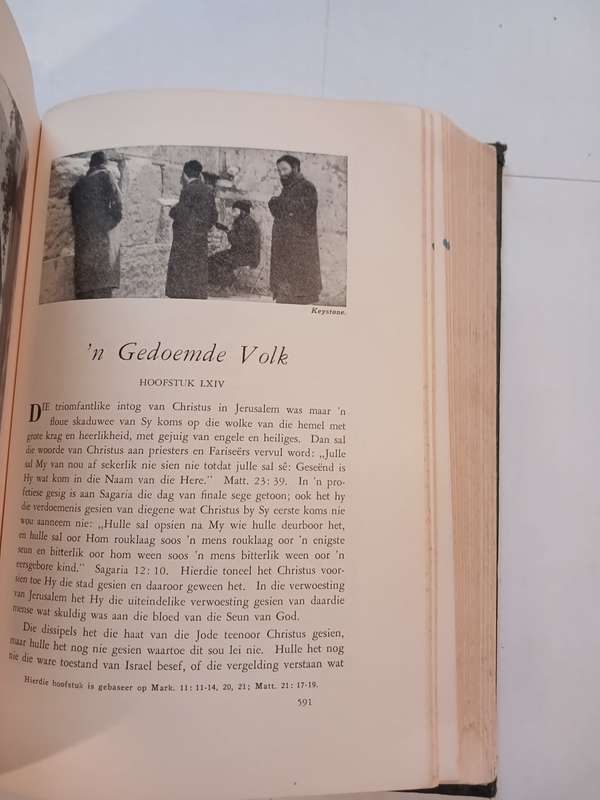 Keystone.
'n Gedoemde Volk
HOOFSTUK LXIV
DIE triomfantlike intog van Christus in Jerusalem was maar 'n
floue skaduwee van Sy koms op die wolke van die hemel met
grote krag en heerlikheid, met gejuig van engele en heiliges. Dan sal
die woorde van Christus aan priesters en Fariseërs vervul word: „Julle
sal My van nou af sekerlik nie sien nie totdat julle sal sê: Geseënd is
Hy wat kom in die Naam van die Here." Matt. 23: 39. In 'n pro-
fetiese gesig is aan Sagaria die dag van finale sege getoon; ook het hy
die verdoemenis gesien van diegene wat Christus by Sy eerste koms nie
wou aanneem nie: „Hulle sal opsien na My wie hulle deurboor het,
en hulle sal oor Hom rouklaag soos 'n mens rouklaag oor 'n enigste
seun en bitterlik oor hom ween soos 'n mens bitterlik ween oor 'n
eersgebore kind." Sagaria 12: 10. Hierdie toneel het Christus voor-
sien toe Hy die stad gesien en daaroor geween het. In die verwoesting
van Jerusalem het Hy die uiteindelike verwoesting gesien van daardie
mense wat skuldig was aan die bloed van die Seun van God.
Die dissipels het die haat van die Jode teenoor Christus gesien,
maar hulle het nog nie gesien waartoe dit sou lei nie. Hulle het nog
nie die ware toestand van Israel besef, of die vergelding verstaan wat
Hierdie hoofstuk is gebaseer op Mark. 11: 11-14, 20, 21; Matt. 21: 17-19.
591